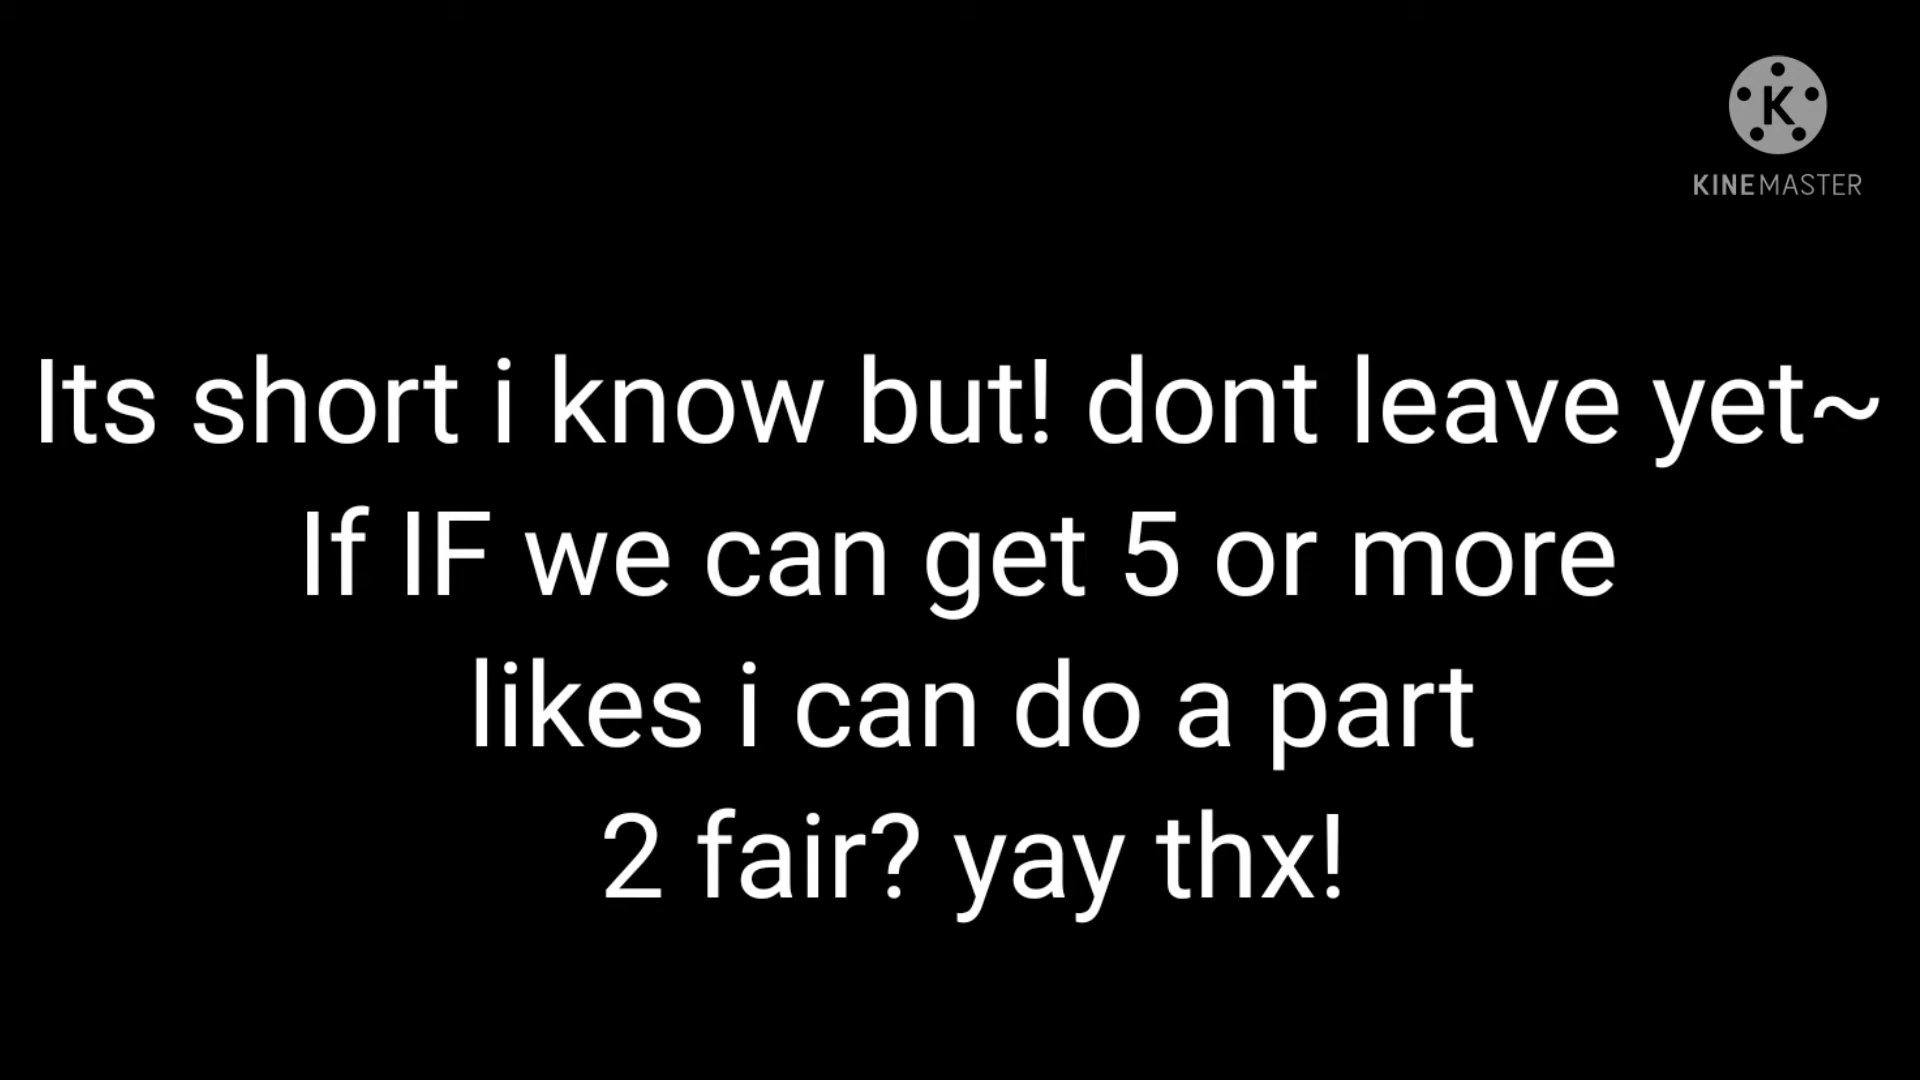 K
KINEMASTER
Its short i know but! dont leave yet~
If IF we can get 5 or more
likes i can do a part
2 fair? yay thx!